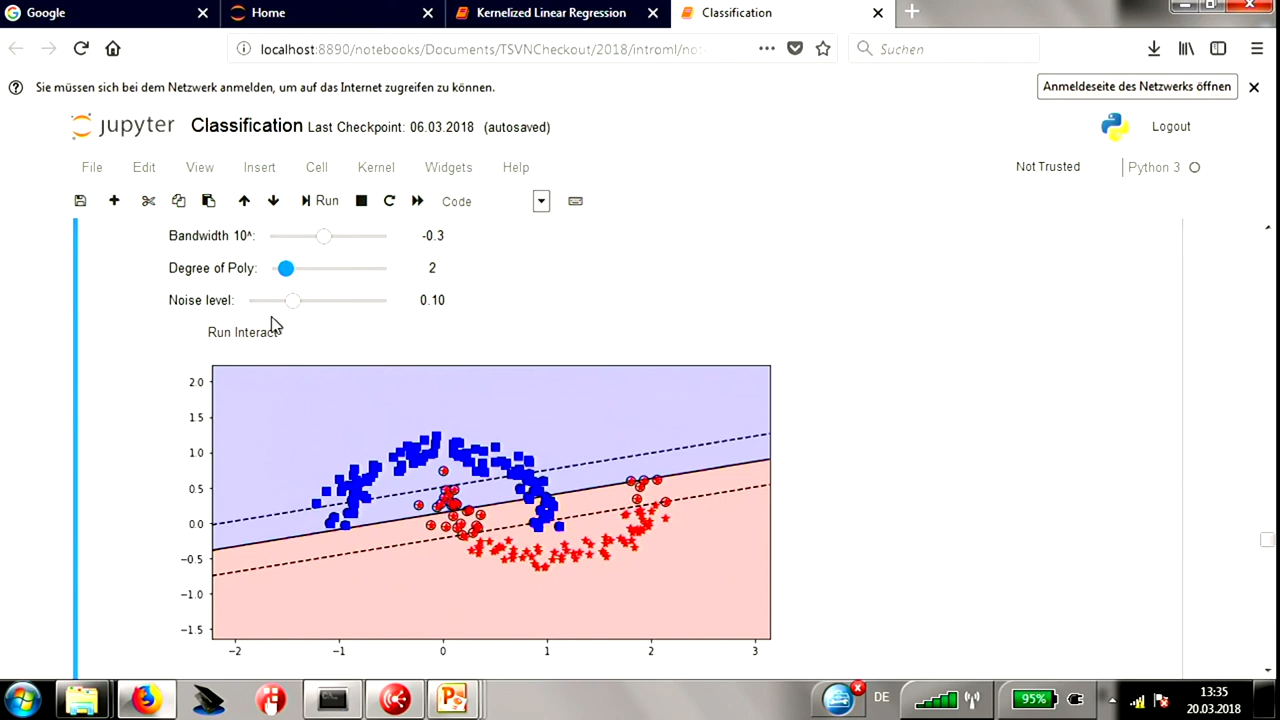 Google
Home
Kernelized Linear Regression
Classification
localhost:8890/notebooks/Documents/TSVNCheckout/2018/introml/no
Suchen
Sie müssen sich bei dem Netzwerk anmelden, um auf das Internet zugreifen zu können.
Anmeldeseite des Netzwerks öffnen
jupyter Classification Last Checkpoint: 06.03.2018 (autosaved)
Logout
File Edit View Insert Cell Kernel Widgets Help
Not Trusted Python 3
Run Code
Bandwidth 10^: -0.3
Degree of Poly: 2
Noise level: 0.10
Run Interact
2.0
1.5
1.0
0.5
0.0
−0.5
−1.0
−1.5
−2 −1 0 1 2 3
DE 95% 13:35
20.03.2018